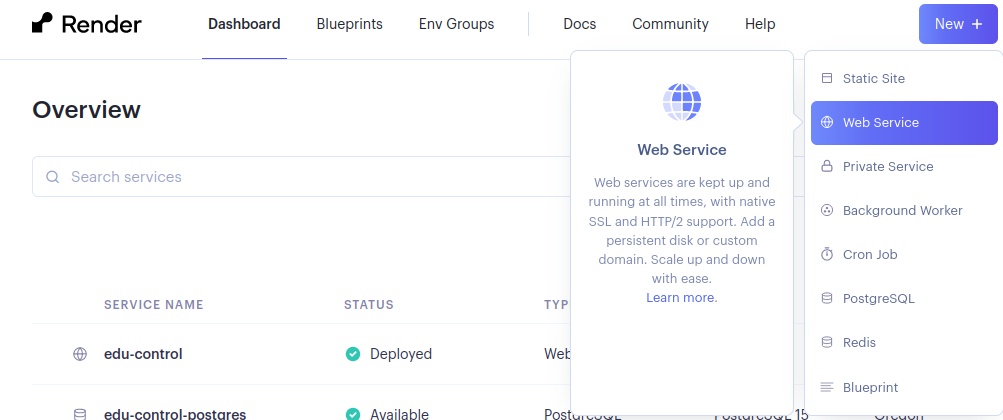 Render
Dashboard
Blueprints
Env Groups
Docs
Community
Help
New +
Overview
Search services
Web Service
Web services are kept up and
running at all times, with native
SSL and HTTP/2 support. Add a
persistent disk or custom
domain. Scale up and down
with ease.
Learn more.
Static Site
Web Service
Private Service
Background Worker
Cron Job
PostgreSQL
Redis
Blueprint
SERVICE NAME
STATUS
TYP
edu-control
Deployed
Web
edu-control-postgres
Available
PostgreSQL
PostgreSQL 15
Oregon